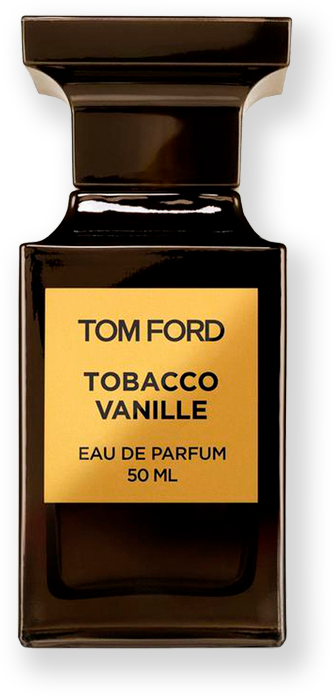 TOM FORD
TOBACCO
VANILLE
EAU DE PARFUM
50 ML